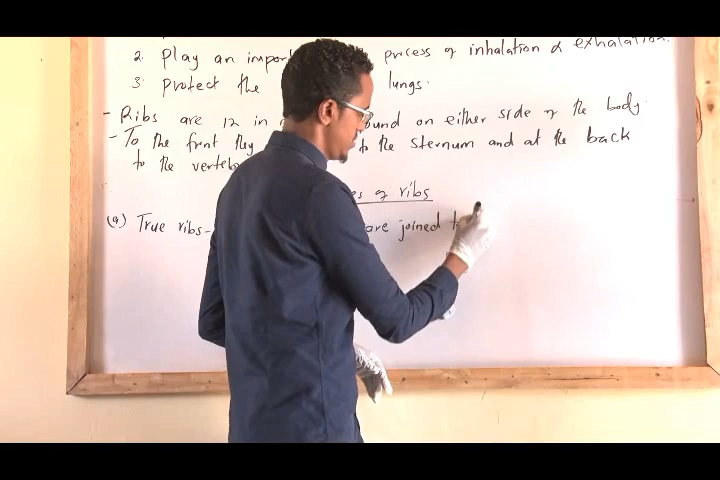 2. Play an import process of inhalation & exhalation.
3. protect the lungs.
- Ribs are 12 in ound on either side of the body.
- To the front they to the sternum and at the back
to the verteb
es of ribs
(a) True ribs- are joined t